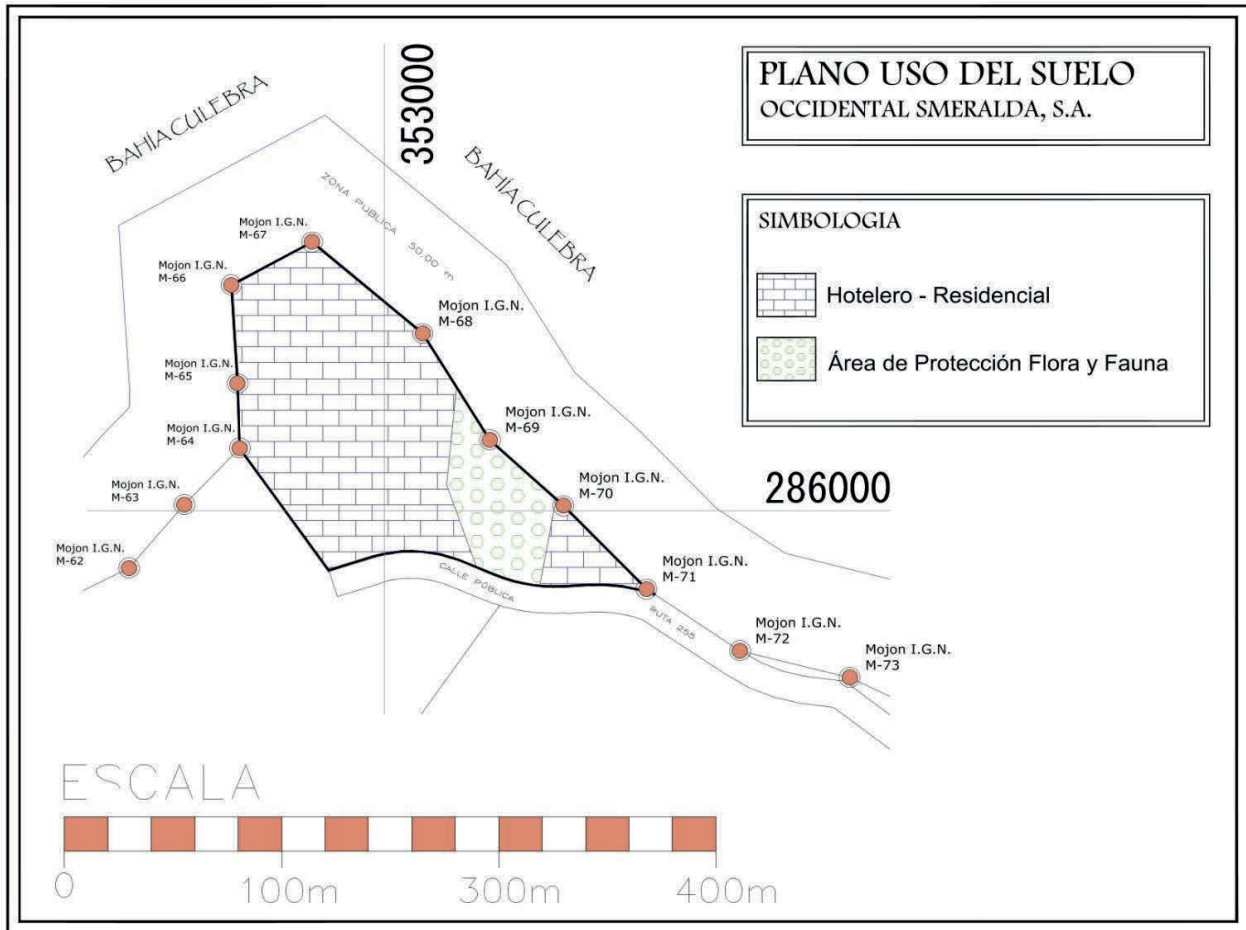 PLANO USO DEL SUELO
OCCIDENTAL SMERALDA, S.A.
SIMBOLOGIA
Hotelero - Residencial
Área de Protección Flora y Fauna
BAHÍA CULEBRA
353000
BAHÍA CULEBRA
ZONA PUBLICA 50.00 m
Mojon I.G.N.
M-67
Mojon I.G.N.
M-66
Mojon I.G.N.
M-68
Mojon I.G.N.
M-65
Mojon I.G.N.
M-69
Mojon I.G.N.
M-64
Mojon I.G.N.
M-63
Mojon I.G.N.
M-70
286000
Mojon I.G.N.
M-62
CALLE PÚBLICA
Mojon I.G.N.
M-71
RUTA 255
Mojon I.G.N.
M-72
Mojon I.G.N.
M-73
ESCALA
0 100m 300m 400m